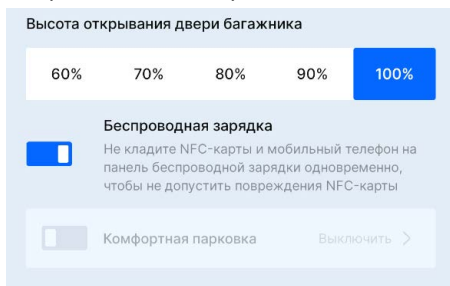 Высота открывания двери багажника
60% 70% 80% 90% 100%
Беспроводная зарядка
Не кладите NFC-карты и мобильный телефон на
панель беспроводной зарядки одновременно,
чтобы не допустить повреждения NFC-карты
Комфортная парковка Выключить